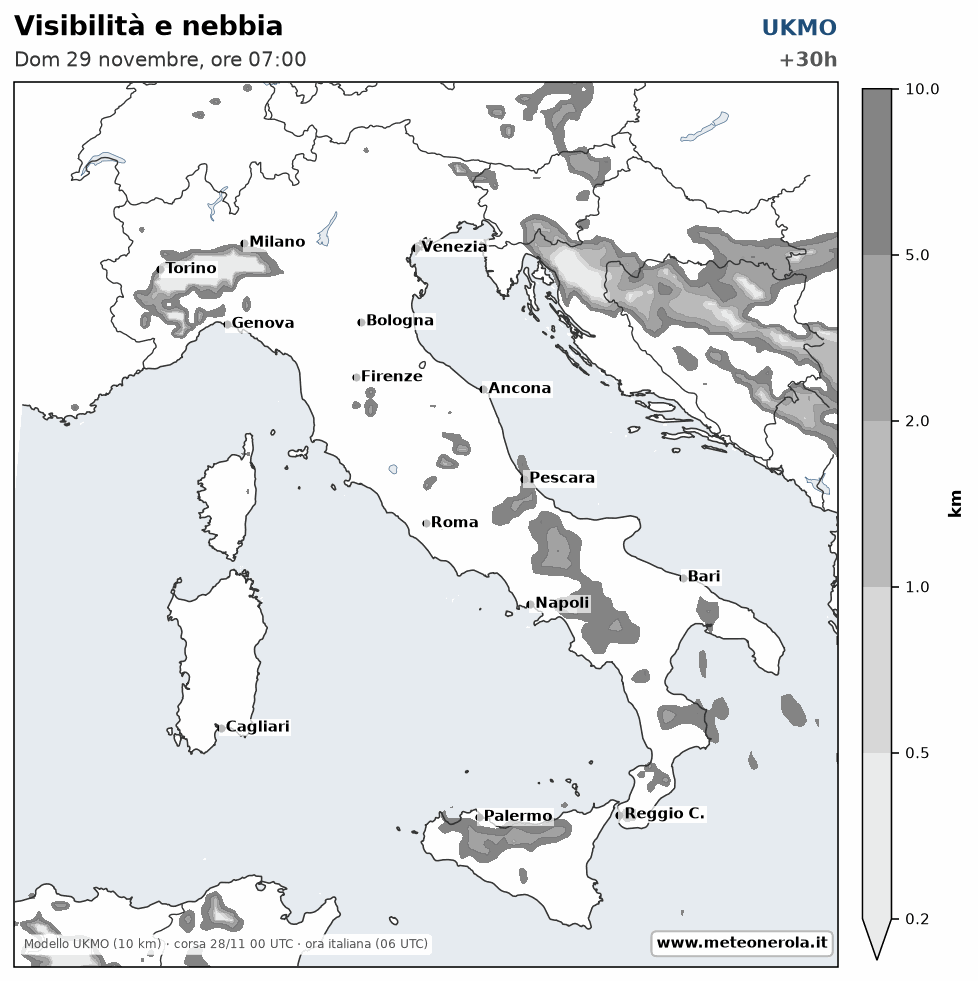 Visibilità e nebbia
UKMO
Dom 29 novembre, ore 07:00
+30h
10.0
5.0
2.0
1.0
0.5
0.2
km
Milano
Venezia
Torino
Genova
Bologna
Firenze
Ancona
Pescara
Roma
Bari
Napoli
Cagliari
Palermo
Reggio C.
Modello UKMO (10 km) · corsa 28/11 00 UTC · ora italiana (06 UTC)
www.meteonerola.it